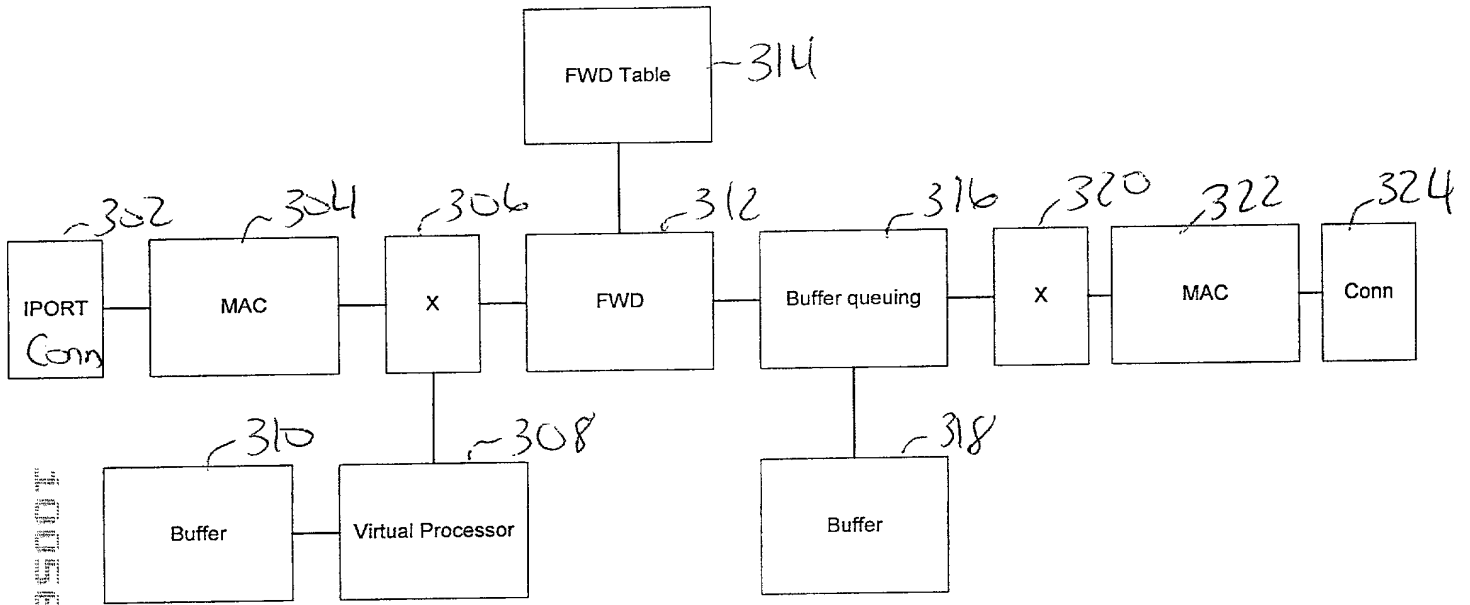 FWD Table
314
302
304
306
312
316
320
322
324
IPORT
Conn
MAC
X
FWD
Buffer queuing
X
MAC
Conn
310
308
318
Buffer
Virtual Processor
Buffer